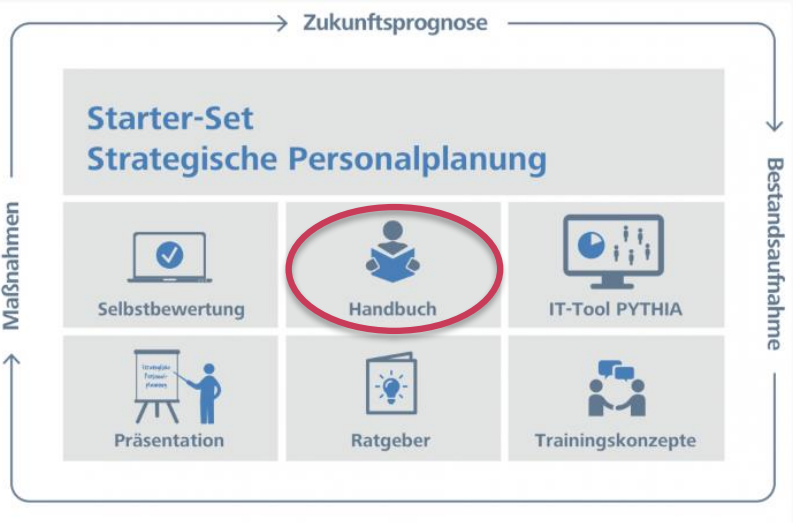 Zukunftsprognose
Starter-Set
Strategische Personalplanung
Maßnahmen
Bestandsaufnahme
Selbstbewertung
Handbuch
IT-Tool PYTHIA
Strategische
Personal-
planung
Präsentation
Ratgeber
Trainingskonzepte